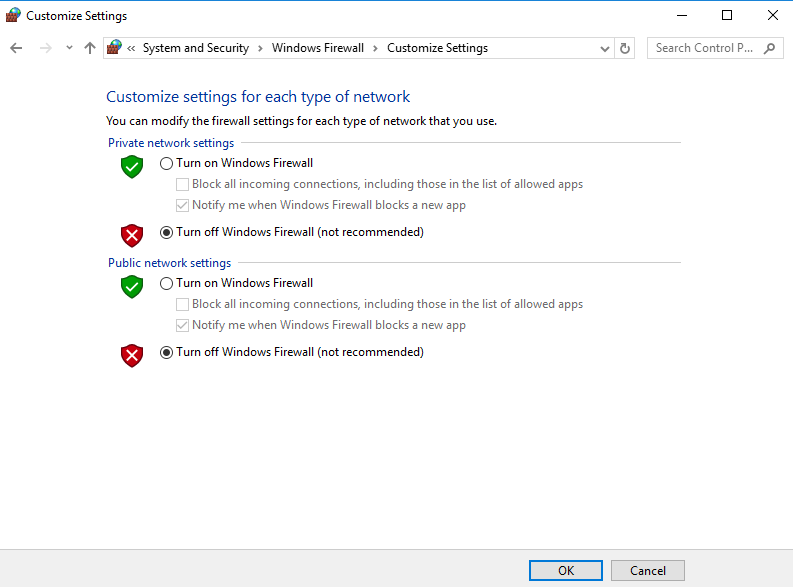 Customize Settings
« System and Security > Windows Firewall > Customize Settings
Search Control P...
Customize settings for each type of network
You can modify the firewall settings for each type of network that you use.
Private network settings
Turn on Windows Firewall
Block all incoming connections, including those in the list of allowed apps
Notify me when Windows Firewall blocks a new app
Turn off Windows Firewall (not recommended)
Public network settings
Turn on Windows Firewall
Block all incoming connections, including those in the list of allowed apps
Notify me when Windows Firewall blocks a new app
Turn off Windows Firewall (not recommended)
OK
Cancel